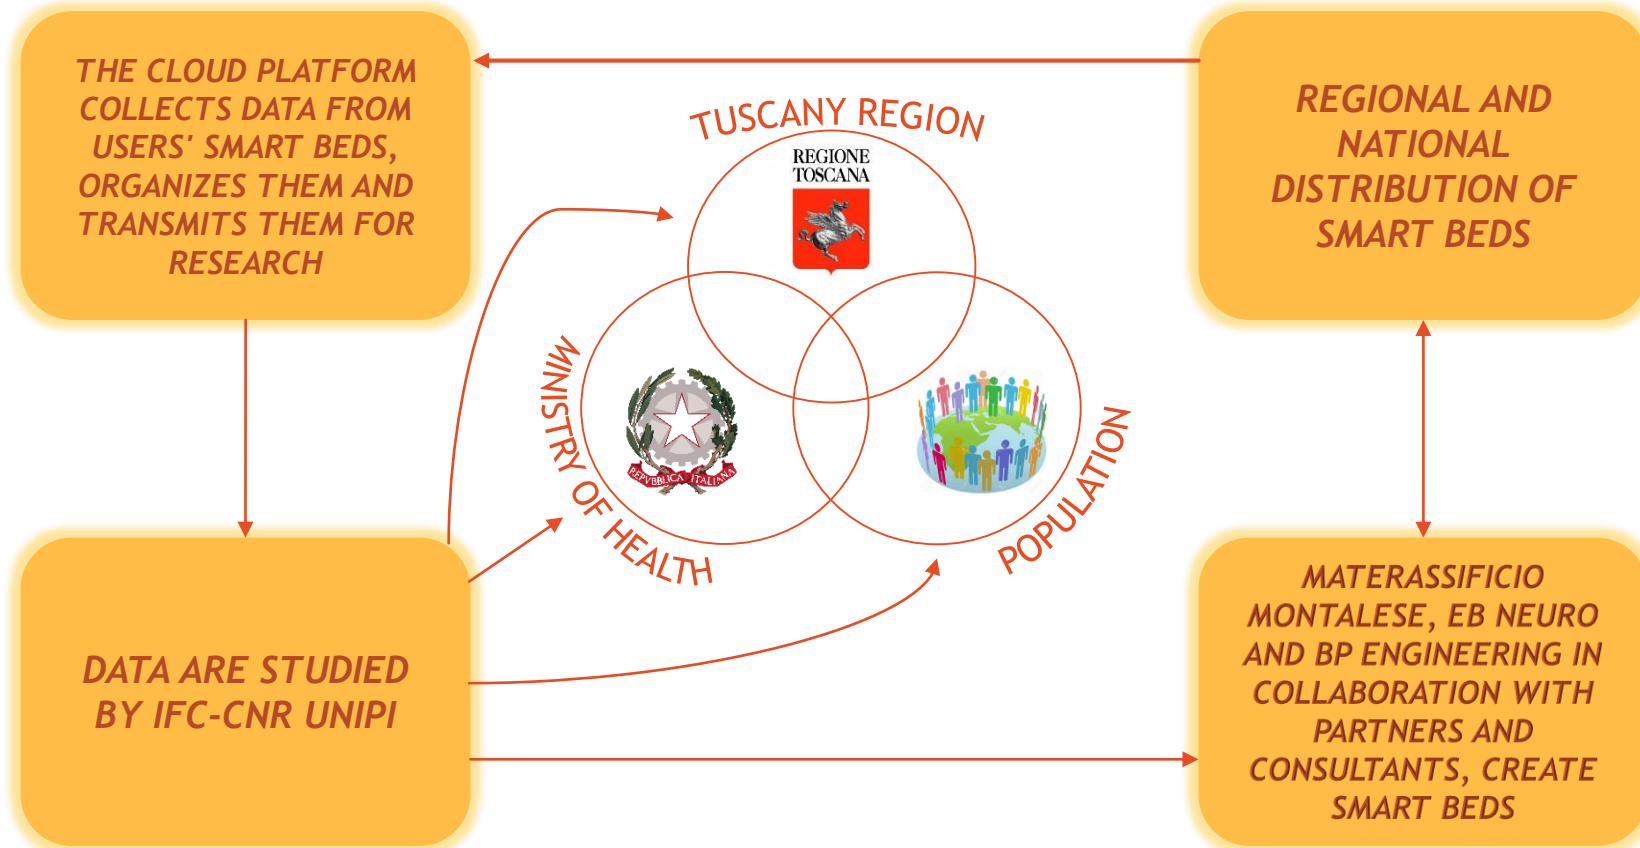 THE CLOUD PLATFORM
COLLECTS DATA FROM
USERS' SMART BEDS,
ORGANIZES THEM AND
TRANSMITS THEM FOR
RESEARCH
TUSCANY REGION
REGIONE
TOSCANA
REGIONAL AND
NATIONAL
DISTRIBUTION OF
SMART BEDS
MINISTRY OF HEALTH
REPVBBLICA ITALIANA
POPULATION
DATA ARE STUDIED
BY IFC-CNR UNIPI
MATERASSIFICIO
MONTALESE, EB NEURO
AND BP ENGINEERING IN
COLLABORATION WITH
PARTNERS AND
CONSULTANTS, CREATE
SMART BEDS